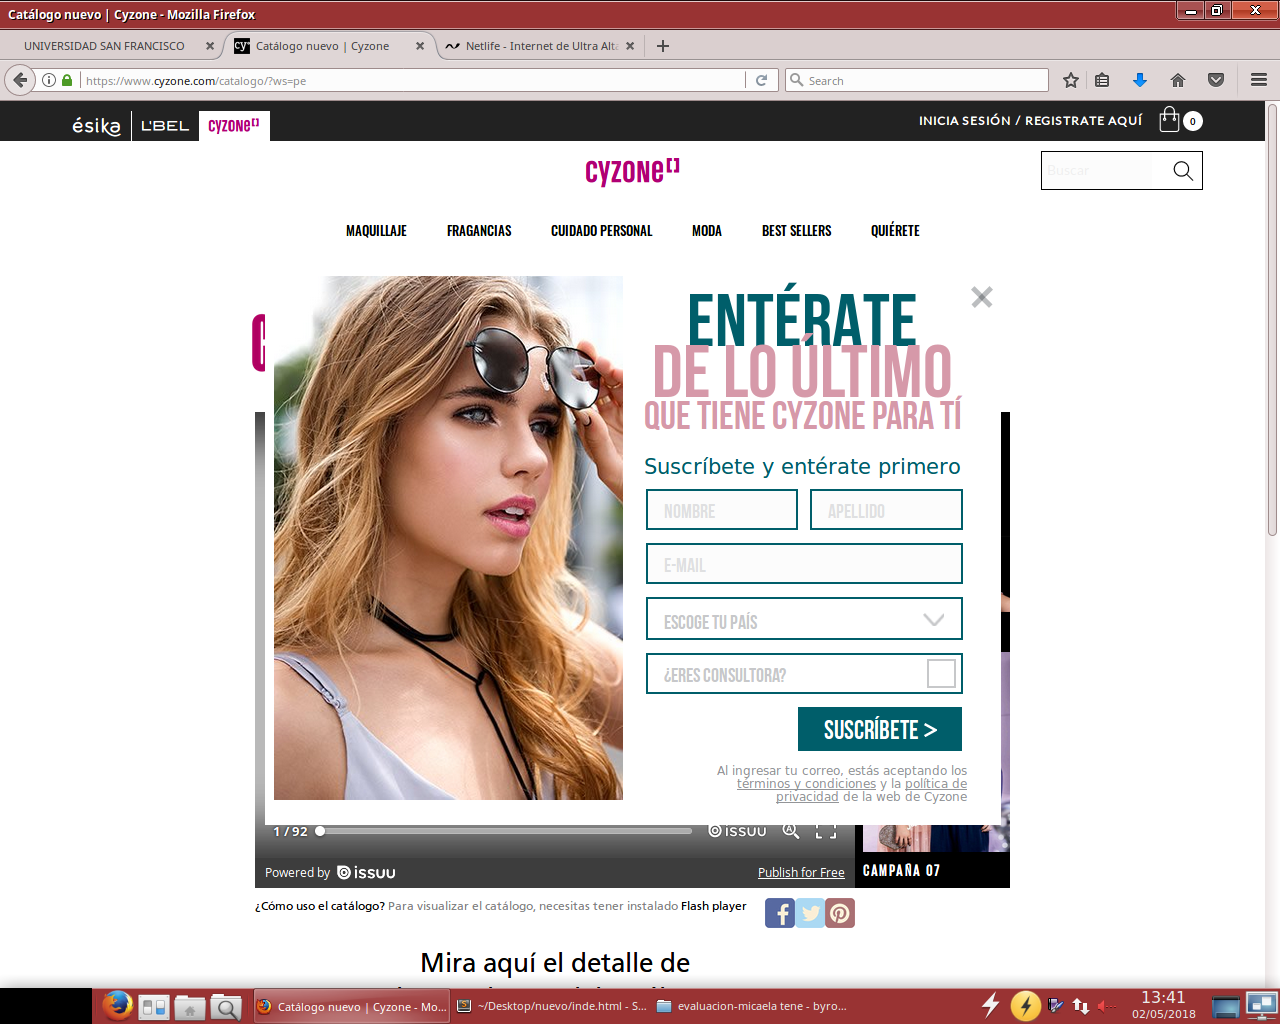 Catálogo nuevo | Cyzone - Mozilla Firefox
UNIVERSIDAD SAN FRANCISCO
Catálogo nuevo | Cyzone
Netlife - Internet de Ultra Alta
https://www.cyzone.com/catalogo/?ws=pe
Search
ésika
L'BEL
cyzone
INICIA SESIÓN / REGISTRATE AQUÍ
0
cyzone
Buscar
MAQUILLAJE
FRAGANCIAS
CUIDADO PERSONAL
MODA
BEST SELLERS
QUIÉRETE
ENTÉRATE
DE LO ÚLTIMO
QUE TIENE CYZONE PARA TÍ
Suscríbete y entérate primero
NOMBRE
APELLIDO
E-MAIL
ESCOGE TU PAÍS
¿ERES CONSULTORA?
SUSCRÍBETE >
Al ingresar tu correo, estás aceptando los
términos y condiciones y la política de
privacidad de la web de Cyzone
1 / 92
issuu
Powered by issuu
Publish for Free
CAMPAÑA 07
¿Cómo uso el catálogo? Para visualizar el catálogo, necesitas tener instalado Flash player
Mira aquí el detalle de
Catálogo nuevo | Cyzone - Mo...
~/Desktop/nuevo/inde.html - S...
evaluacion-micaela tene - byro...
13:41
02/05/2018